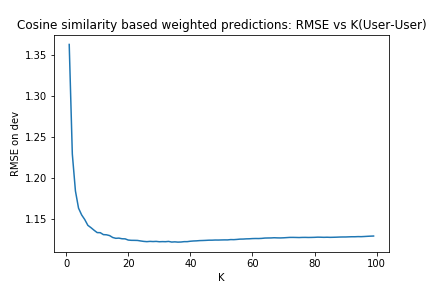 Cosine similarity based weighted predictions: RMSE vs K(User-User)
1.35
1.30
1.25
1.20
1.15
RMSE on dev
0 20 40 60 80 100
K